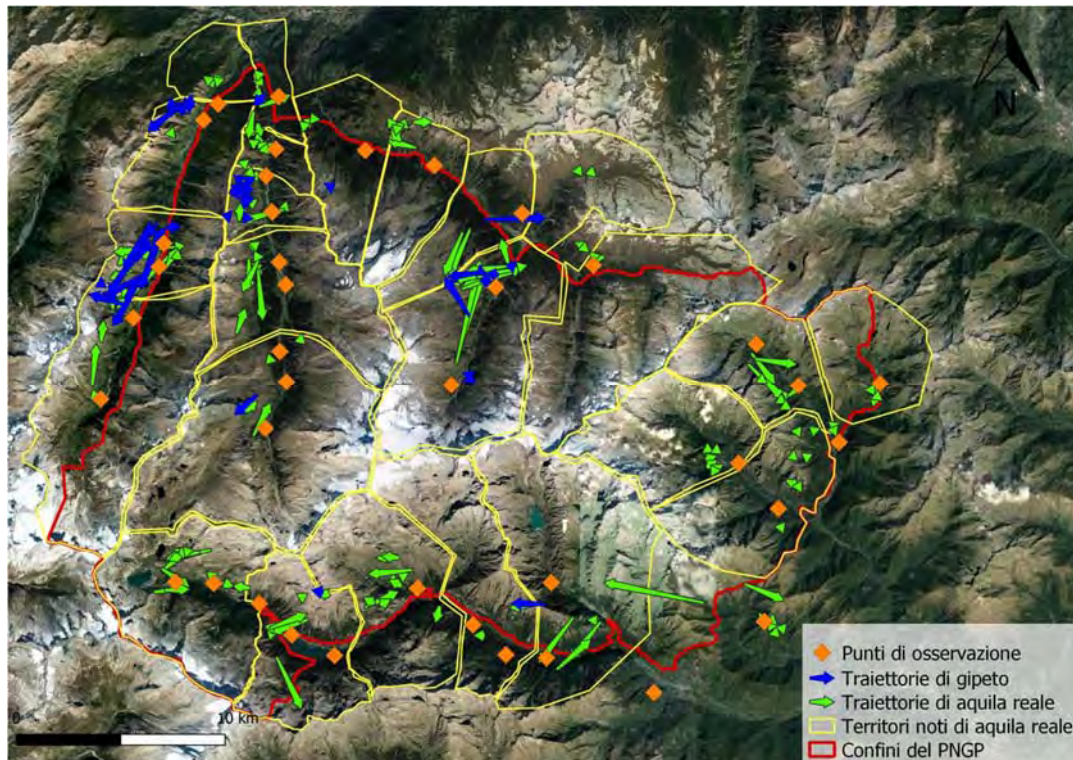 N
0
10 km
Punti di osservazione
Traiettorie di gipeto
Traiettorie di aquila reale
Territori noti di aquila reale
Confini del PNGP